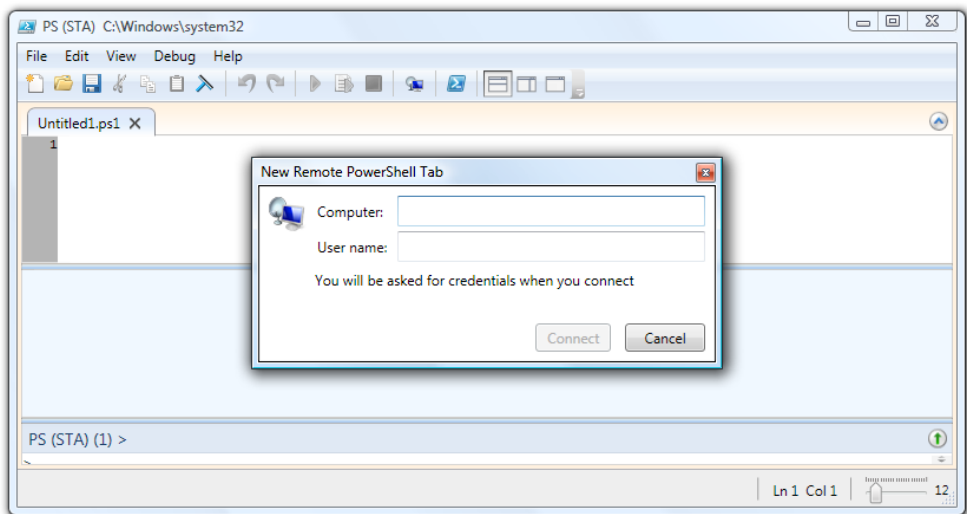 PS (STA) C:\Windows\system32
File Edit View Debug Help
Untitled1.ps1
1
New Remote PowerShell Tab
Computer:
User name:
You will be asked for credentials when you connect
Connect Cancel
PS (STA) (1) >
>
Ln 1 Col 1 12